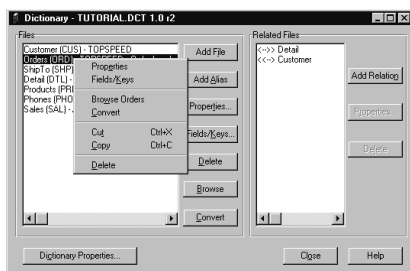 Dictionary - TUTORIAL.DCT 1.0 r2
Files
Customer (CUS) - TOPSPEED
Orders (ORD)
ShipTo (SHP)
Detail (DTL) -
Products (PR
Phones (PHO
Sales (SAL) -
Properties
Fields/Keys
Browse Orders
Convert
Cut Ctrl+X
Copy Ctrl+C
Delete
Add File
Add Alias
Properties...
Fields/Keys...
Delete
Browse
Convert
Related Files
<-->> Detail
<<--> Customer
Add Relation
Properties...
Delete
Dictionary Properties...
Close
Help